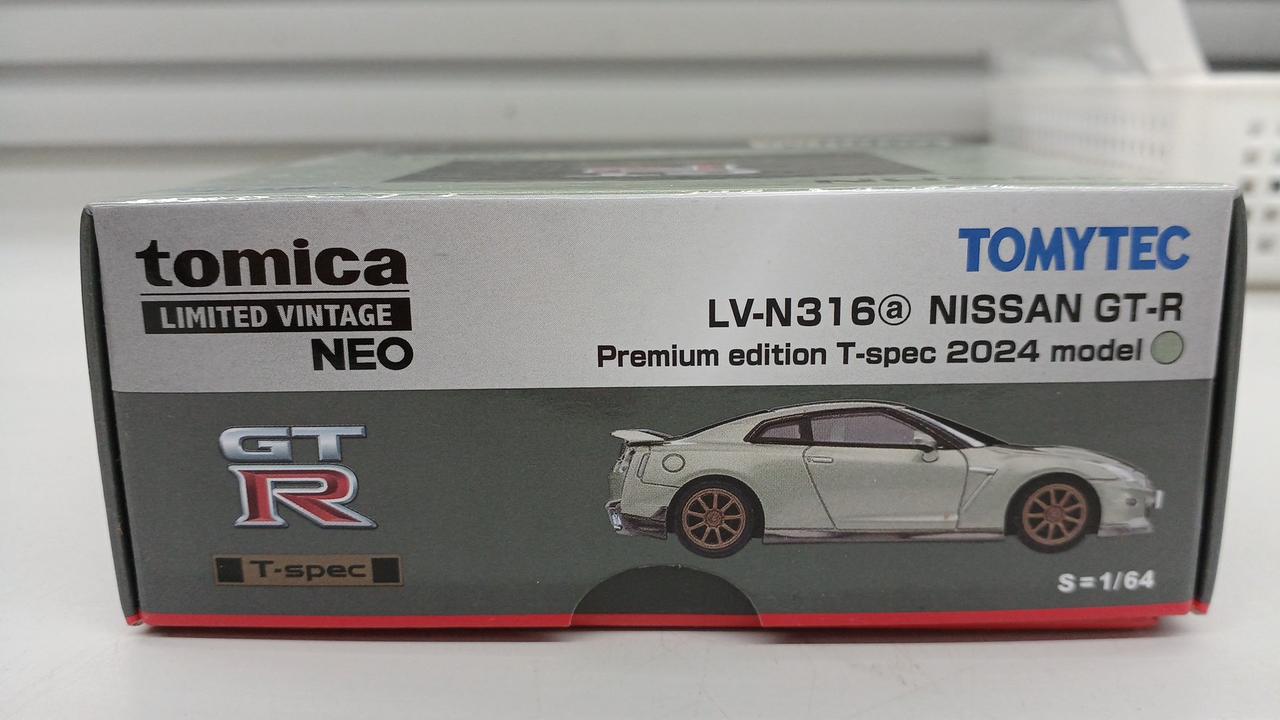 tomica
LIMITED VINTAGE
NEO
TOMYTEC
LV-N316ⓐ NISSAN GT-R
Premium edition T-spec 2024 model
GT
R
T-spec
S=1/64